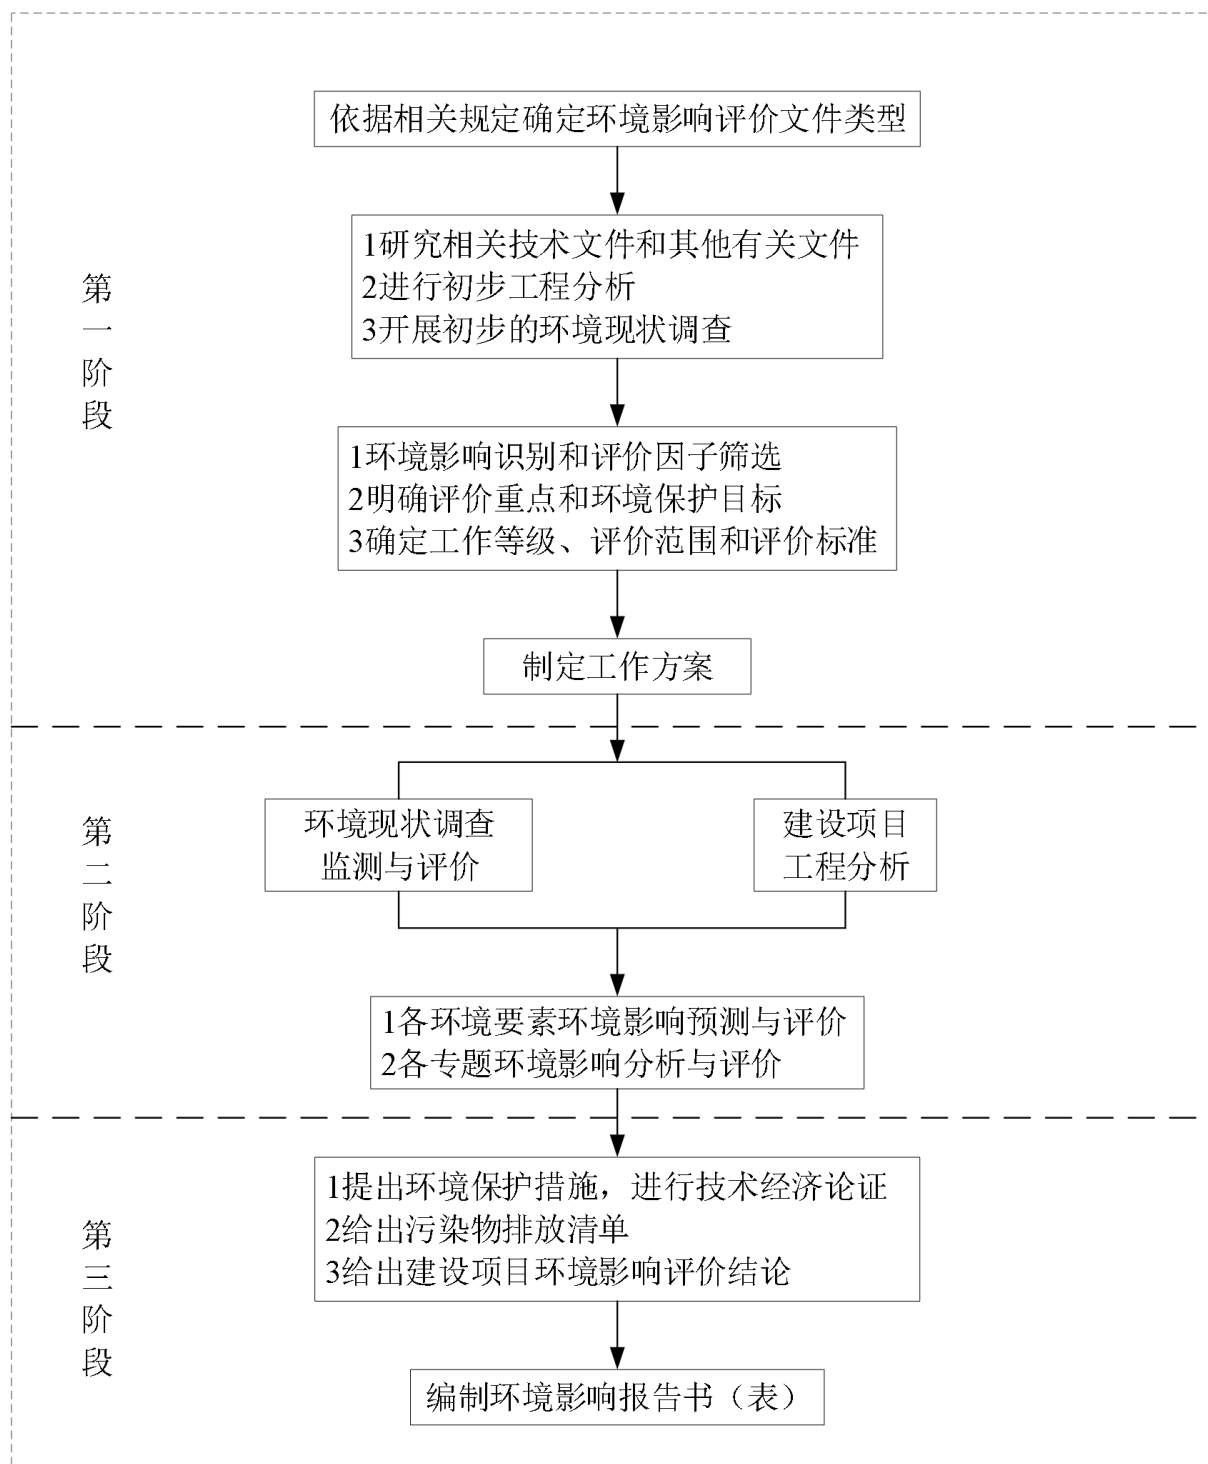 依据相关规定确定环境影响评价文件类型
第一阶段
1研究相关技术文件和其他有关文件
2进行初步工程分析
3开展初步的环境现状调查
1环境影响识别和评价因子筛选
2明确评价重点和环境保护目标
3确定工作等级、评价范围和评价标准
制定工作方案
第二阶段
环境现状调查
监测与评价
建设项目
工程分析
1各环境要素环境影响预测与评价
2各专题环境影响分析与评价
第三阶段
1提出环境保护措施，进行技术经济论证
2给出污染物排放清单
3给出建设项目环境影响评价结论
编制环境影响报告书（表）